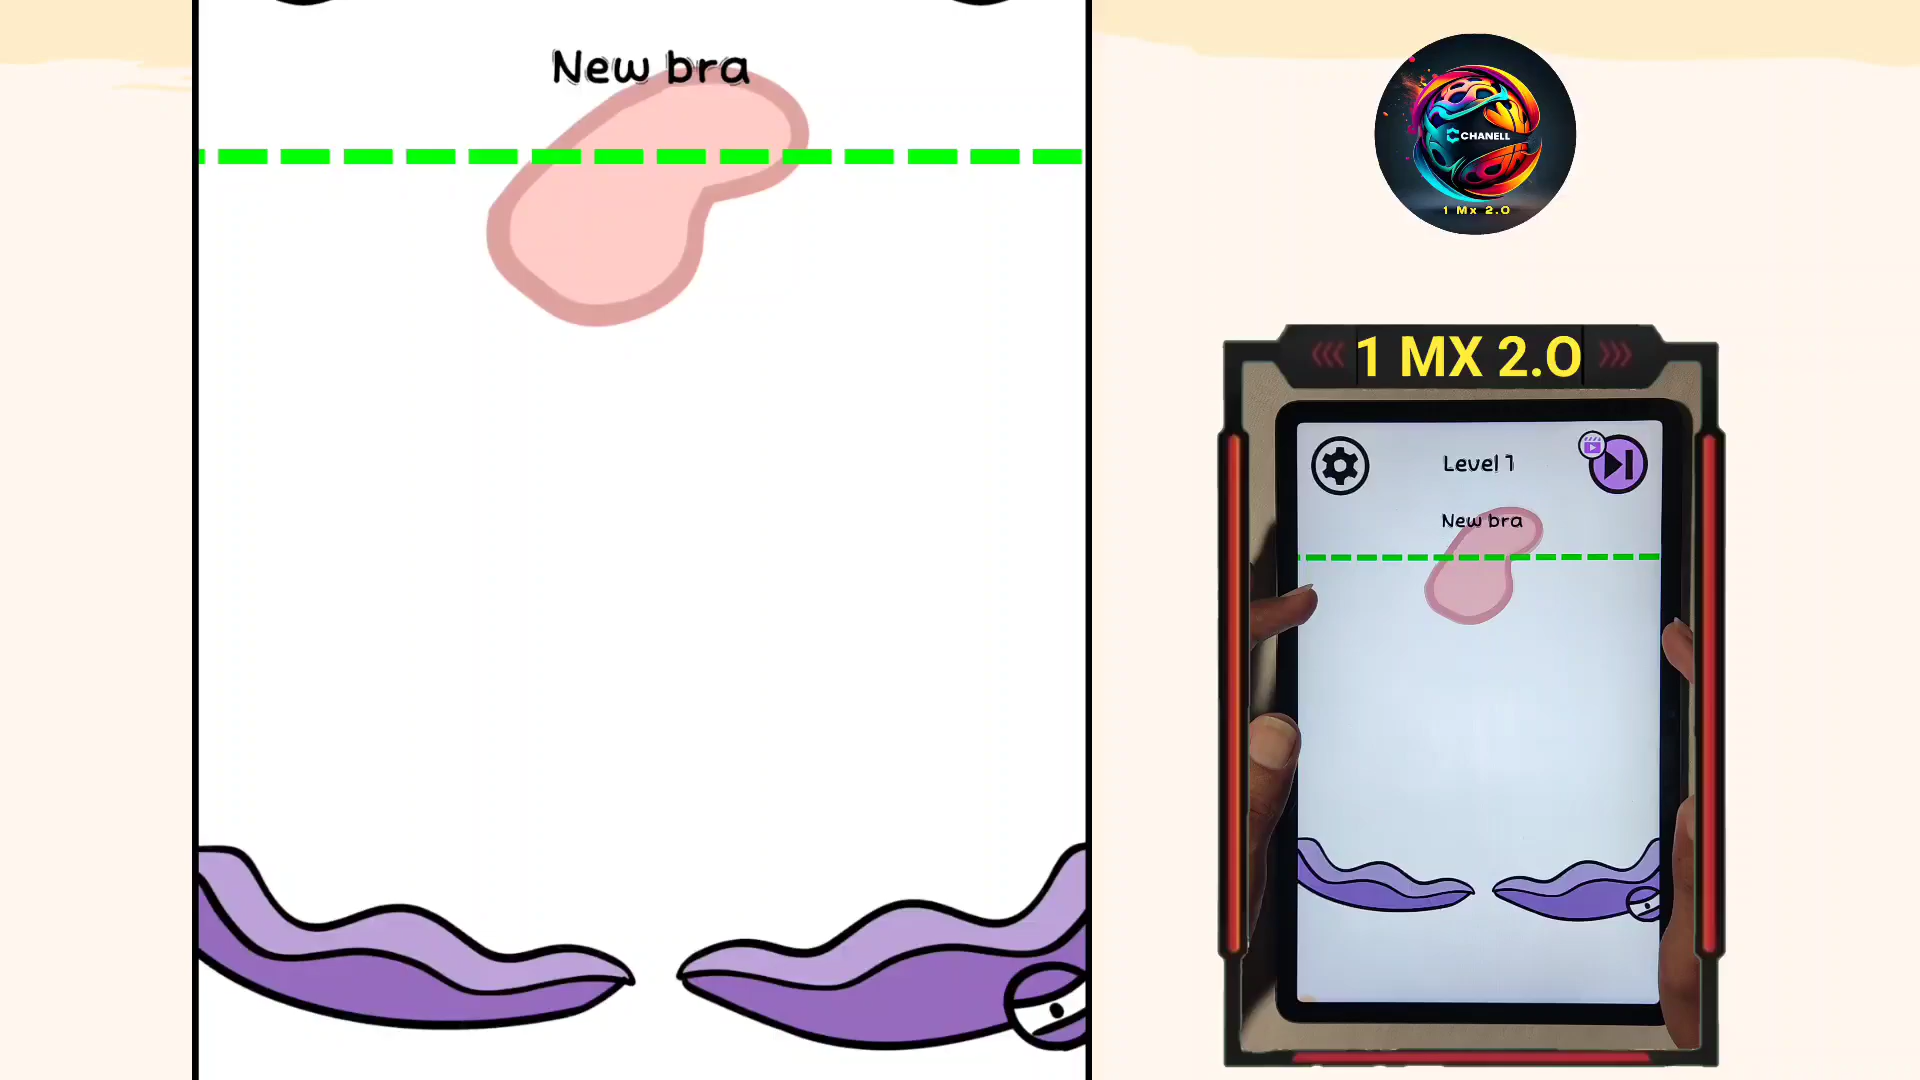 New bra
CHANELL
1 Mx 2.0
1 MX 2.0
Level 1
New bra